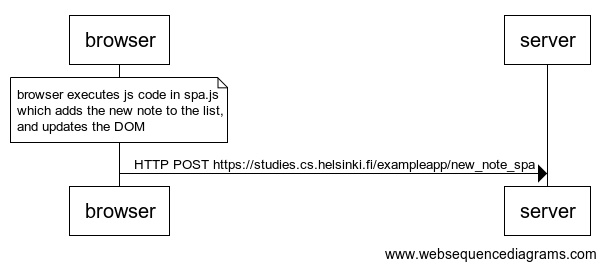 browser
server
browser executes js code in spa.js
which adds the new note to the list,
and updates the DOM
HTTP POST https://studies.cs.helsinki.fi/exampleapp/new_note_spa
browser
server
www.websequencediagrams.com